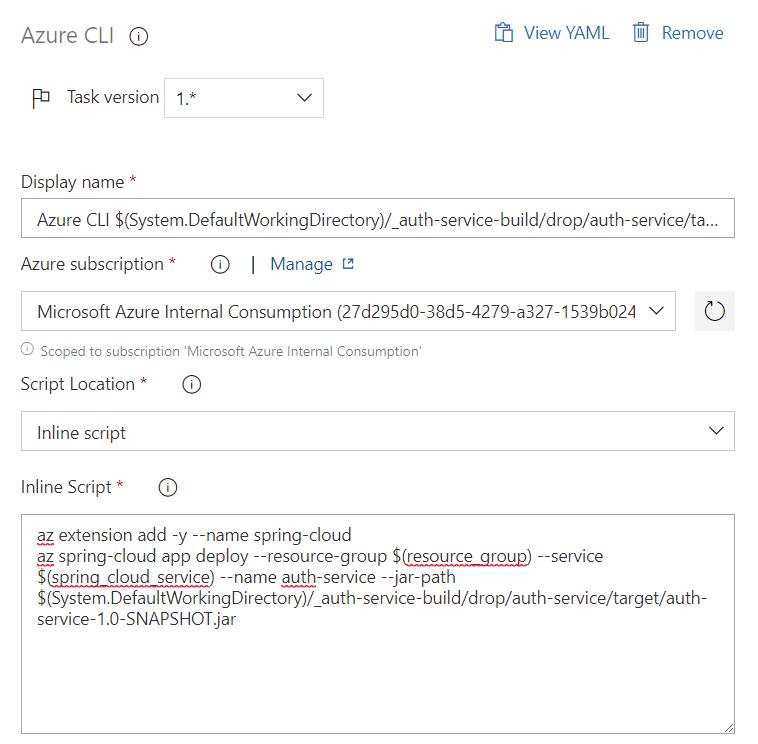 Azure CLI
View YAML
Remove
Task version
1.*
Display name *
Azure CLI $(System.DefaultWorkingDirectory)/_auth-service-build/drop/auth-service/ta...
Azure subscription *
| Manage
Microsoft Azure Internal Consumption (27d295d0-38d5-4279-a327-1539b024
Scoped to subscription 'Microsoft Azure Internal Consumption'
Script Location *
Inline script
Inline Script *
az extension add -y --name spring-cloud
az spring-cloud app deploy --resource-group $(resource_group) --service
$(spring_cloud_service) --name auth-service --jar-path
$(System.DefaultWorkingDirectory)/_auth-service-build/drop/auth-service/target/auth-
service-1.0-SNAPSHOT.jar